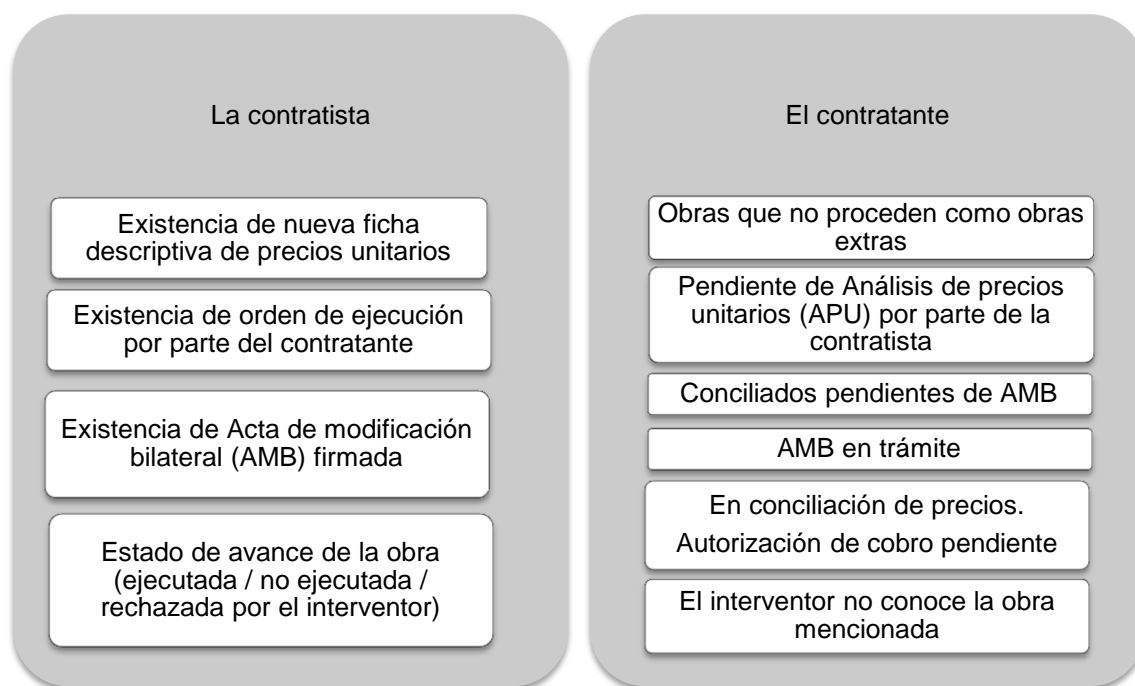 La contratista
Existencia de nueva ficha
descriptiva de precios unitarios
Existencia de orden de ejecución
por parte del contratante
Existencia de Acta de modificación
bilateral (AMB) firmada
Estado de avance de la obra
(ejecutada / no ejecutada /
rechazada por el interventor)
El contratante
Obras que no proceden como obras
extras
Pendiente de Análisis de precios
unitarios (APU) por parte de la
contratista
Conciliados pendientes de AMB
AMB en trámite
En conciliación de precios.
Autorización de cobro pendiente
El interventor no conoce la obra
mencionada